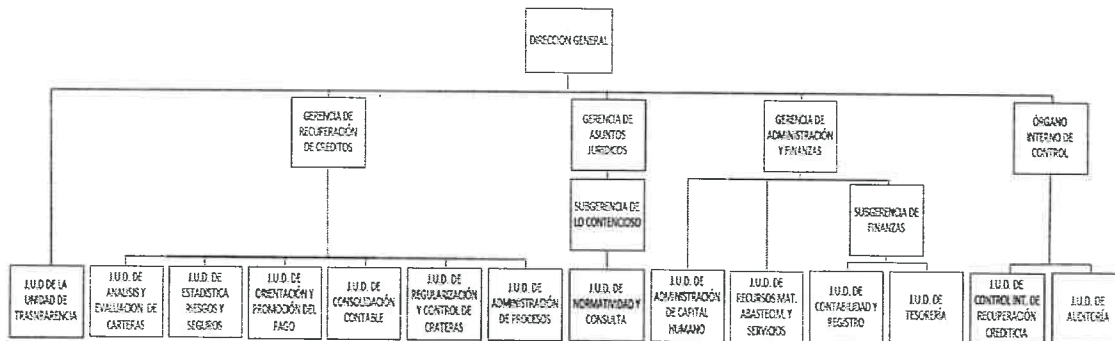 DIRECCION GENERAL
GERENCIA DE
RECUPERACIÓN
DE CREDITOS
GERENCIA DE
ASUNTOS
JURIDICOS
GERENCIA DE
ADMINISTRACIÓN
Y FINANZAS
ÓRGANO
INTERNO DE
CONTROL
SUBGERENCIA DE
LO CONTENCIOSO
SUBGERENCIA DE
FINANZAS
J.U.D DE LA
UNIDAD DE
TRASNPARENCIA
J.U.D. DE
ANALISIS Y
EVALUACION DE
CARTERAS
J.U.D. DE
ESTADISTICA
RIESGOS Y
SEGUROS
J.U.D. DE
ORIENTACIÓN Y
PROMOCIÓN DEL
PAGO
J.U.D. DE
CONSOLIDACIÓN
CONTABLE
J.U.D. DE
REGULARIZACIÓN
Y CONTROL DE
CRATERAS
J.U.D. DE
ADMINISTRACIÓN
DE PROCESOS
J.U.D. DE
NORMATIVIDAD Y
CONSULTA
J.U.D. DE
ADMINISTRACIÓN
DE CAPITAL
HUMANO
J.U.D. DE
RECURSOS MAT.
ABASTECIM. Y
SERVICIOS
J.U.D. DE
CONTABILIDAD Y
REGISTRO
J.U.D. DE
TESORERÍA
J.U.D. DE
CONTROL INT. DE
RECUPERACIÓN
CREDITICIA
J.U.D. DE
AUDITORÍA